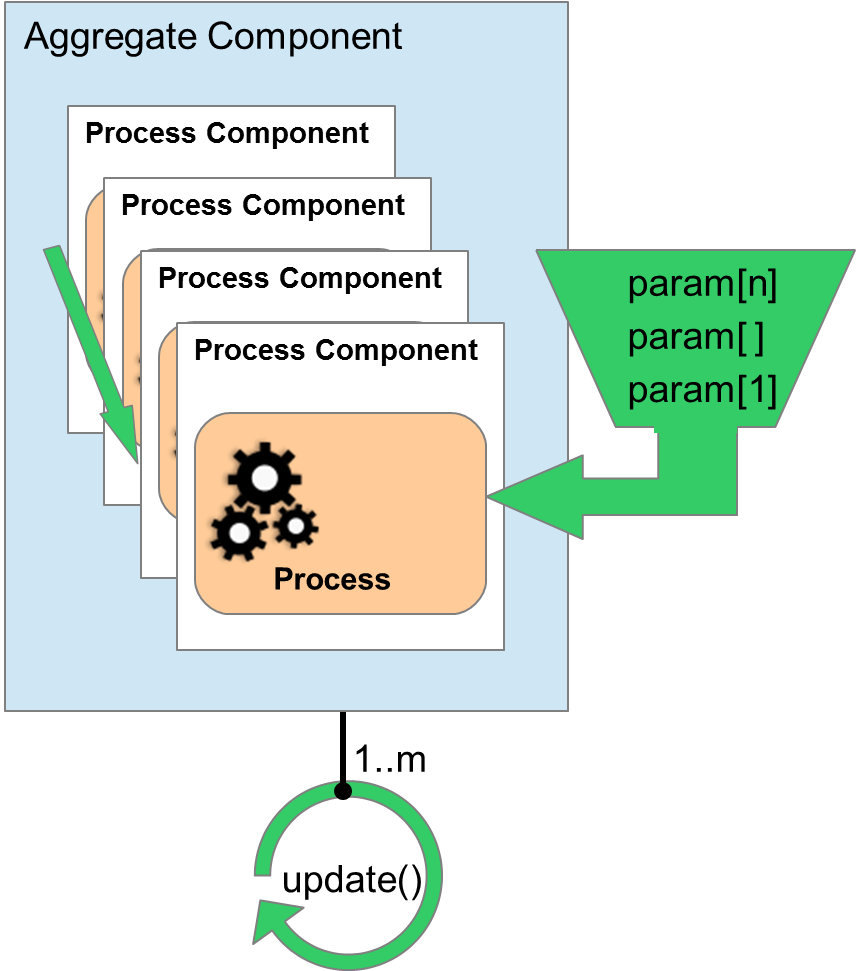 Aggregate Component
Process Component
Process Component
Process Component
Process Component
param[n]
param[ ]
param[1]
Process
1..m
update()